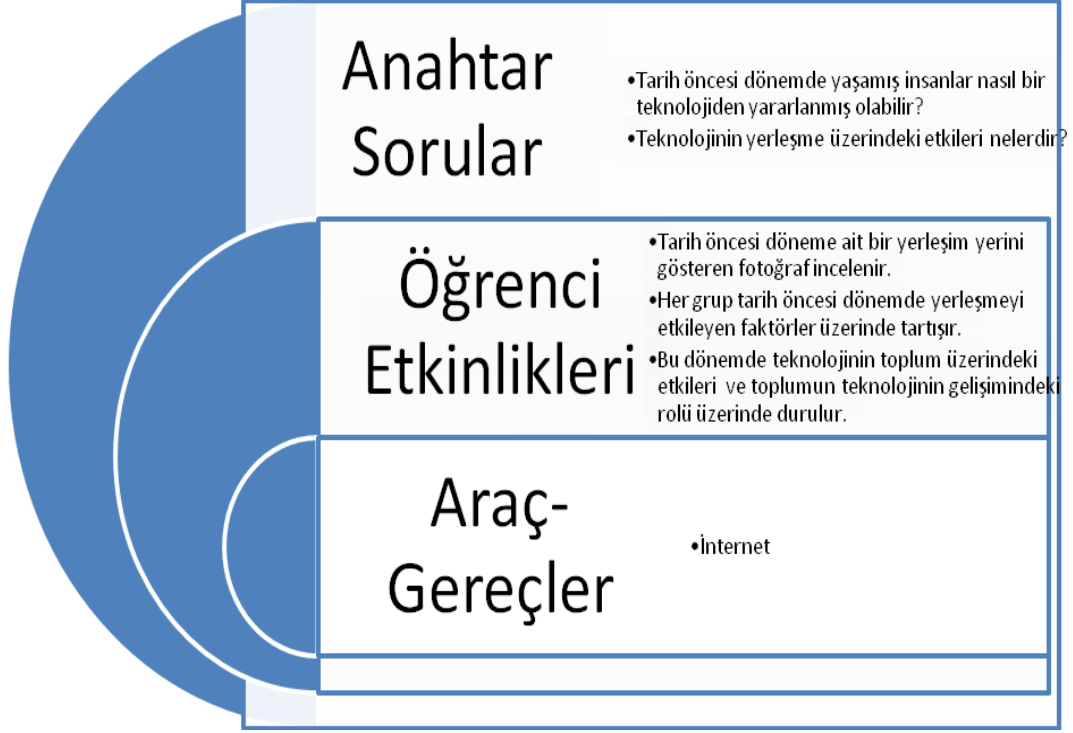 Anahtar
Sorular
•Tarih öncesi dönemde yaşamış insanlar nasıl bir
teknolojiden yararlanmış olabilir?
•Teknolojinin yerleşme üzerindeki etkileri nelerdir?
Öğrenci
Etkinlikleri
•Tarih öncesi döneme ait bir yerleşim yerini
gösteren fotoğraf incelenir.
•Her grup tarih öncesi dönemde yerleşmeyi
etkileyen faktörler üzerinde tartışır.
•Bu dönemde teknolojinin toplum üzerindeki
etkileri ve toplumun teknolojinin gelişimindeki
rolü üzerinde durulur.
Araç-
Gereçler
•İnternet